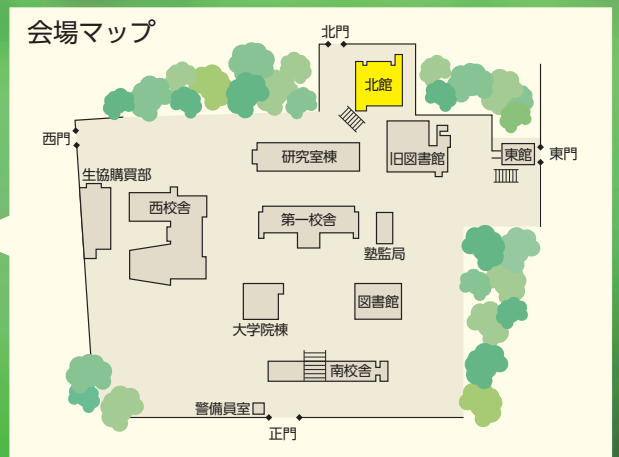 会場マップ
北門
北館
西門
研究室棟
旧図書館
東館
東門
生協購買部
西校舎
第一校舎
塾監局
図書館
大学院棟
南校舎
警備員室
正門